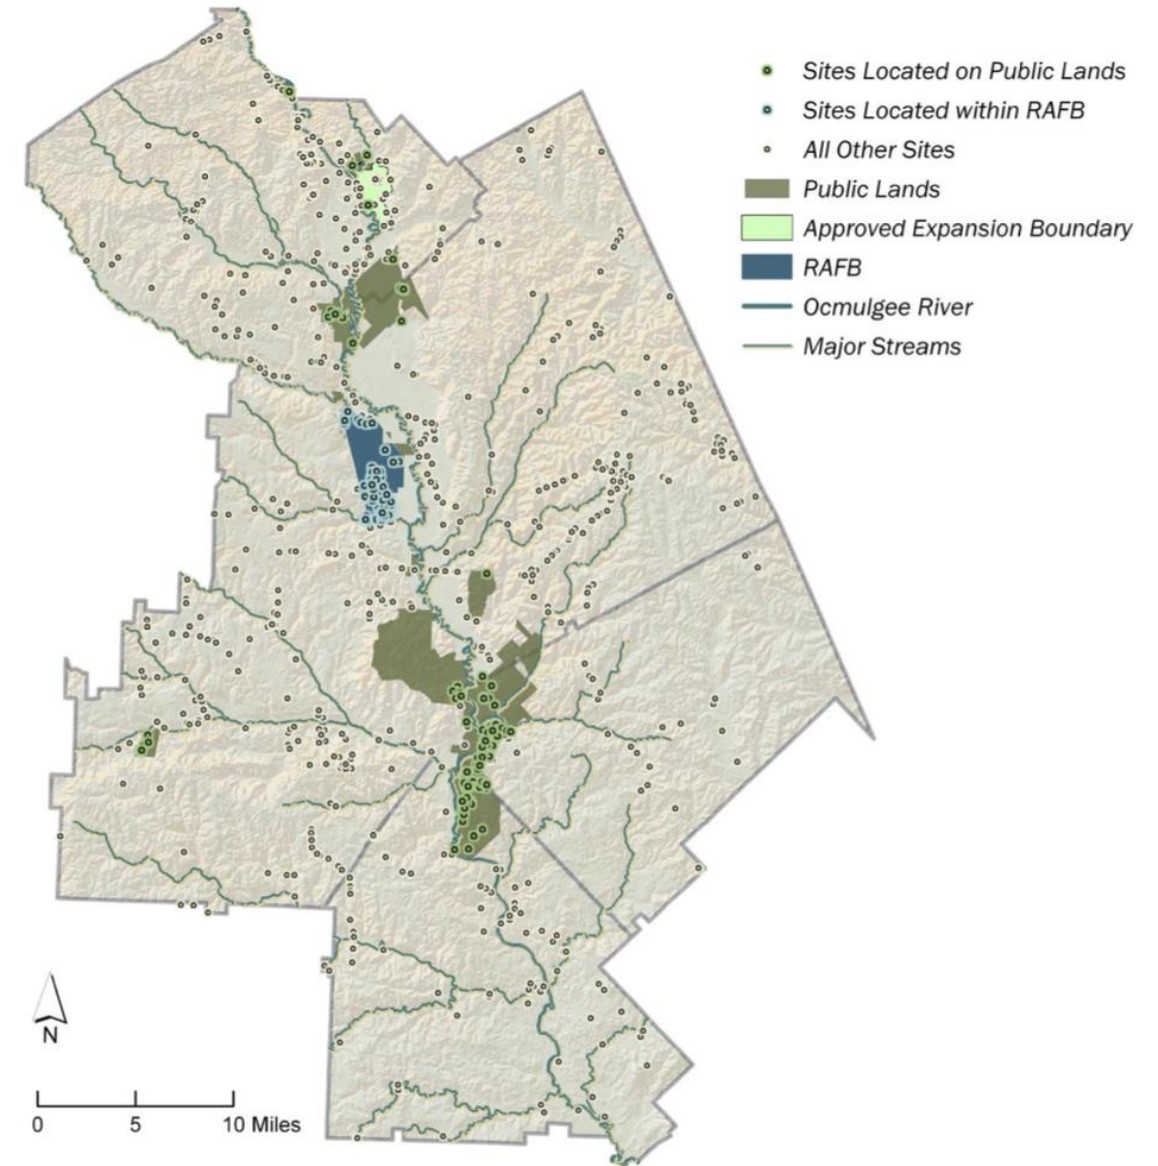 Sites Located on Public Lands
Sites Located within RAFB
All Other Sites
Public Lands
Approved Expansion Boundary
RAFB
Ocmulgee River
Major Streams
N
0 5 10 Miles